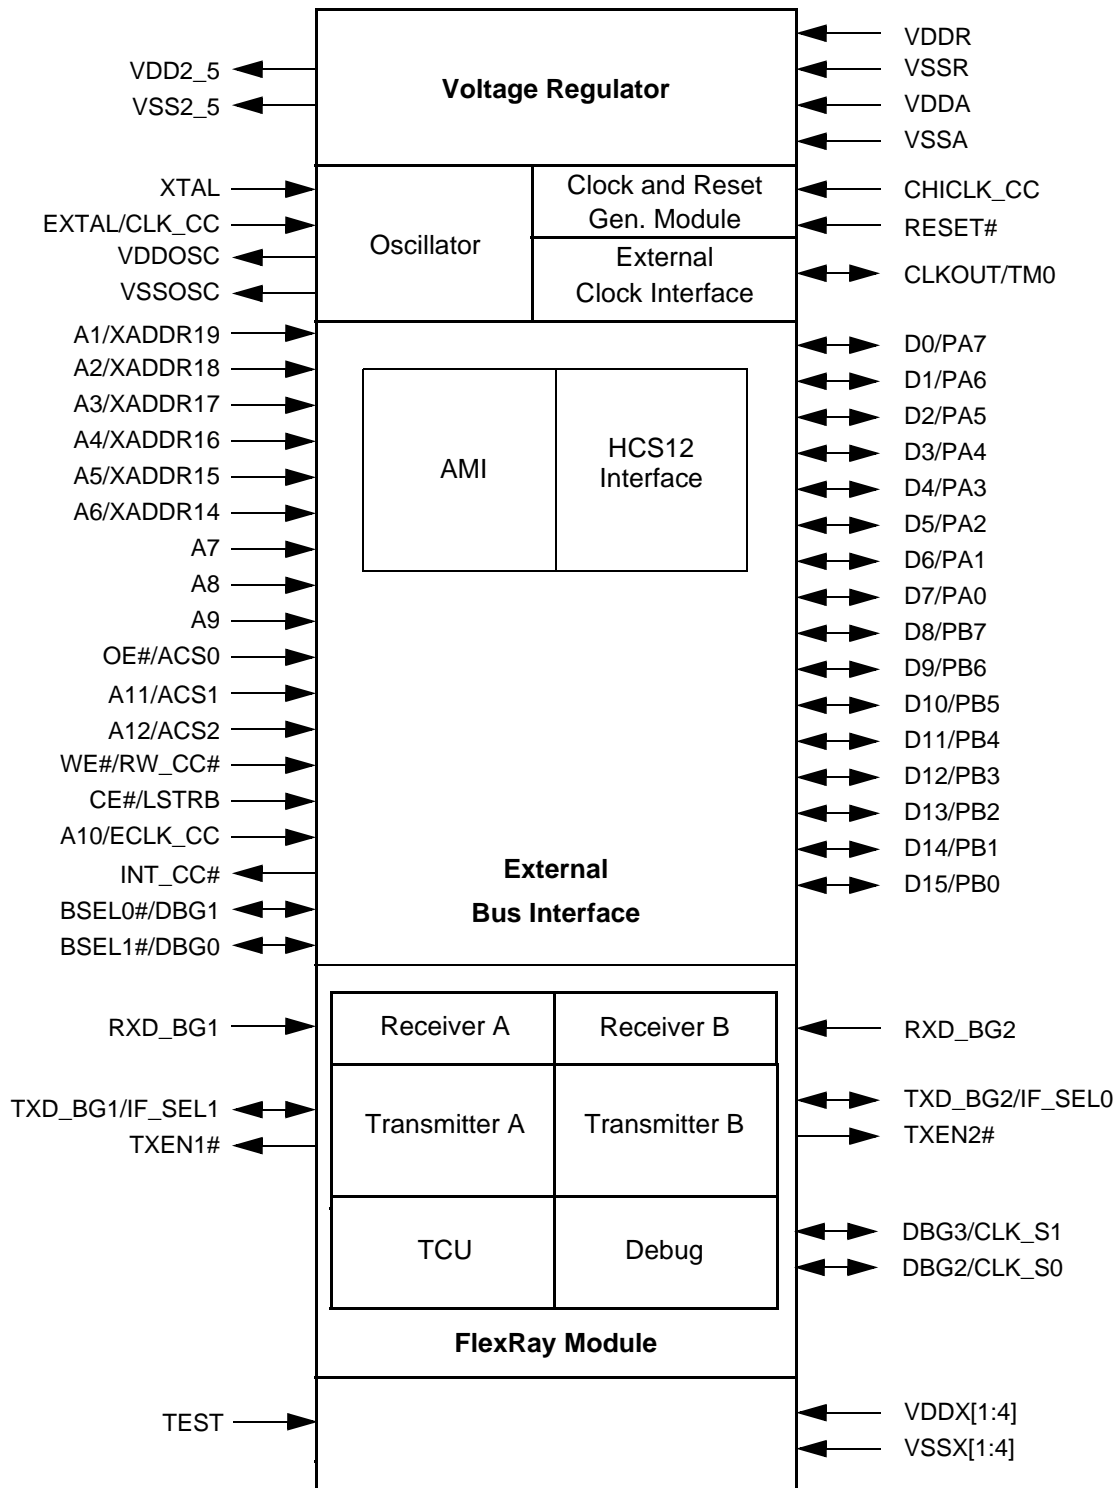 VDD2_5
VSS2_5
Voltage Regulator
VDDR
VSSR
VDDA
VSSA
XTAL
EXTAL/CLK_CC
VDDOSC
VSSOSC
Oscillator
Clock and Reset
Gen. Module
External
Clock Interface
CHICLK_CC
RESET#
CLKOUT/TM0
A1/XADDR19
A2/XADDR18
A3/XADDR17
A4/XADDR16
A5/XADDR15
A6/XADDR14
A7
A8
A9
OE#/ACS0
A11/ACS1
A12/ACS2
WE#/RW_CC#
CE#/LSTRB
A10/ECLK_CC
INT_CC#
BSEL0#/DBG1
BSEL1#/DBG0
AMI
HCS12
Interface
External
Bus Interface
D0/PA7
D1/PA6
D2/PA5
D3/PA4
D4/PA3
D5/PA2
D6/PA1
D7/PA0
D8/PB7
D9/PB6
D10/PB5
D11/PB4
D12/PB3
D13/PB2
D14/PB1
D15/PB0
RXD_BG1
TXD_BG1/IF_SEL1
TXEN1#
Receiver A
Receiver B
Transmitter A
Transmitter B
TCU
Debug
FlexRay Module
RXD_BG2
TXD_BG2/IF_SEL0
TXEN2#
DBG3/CLK_S1
DBG2/CLK_S0
TEST
VDDX[1:4]
VSSX[1:4]